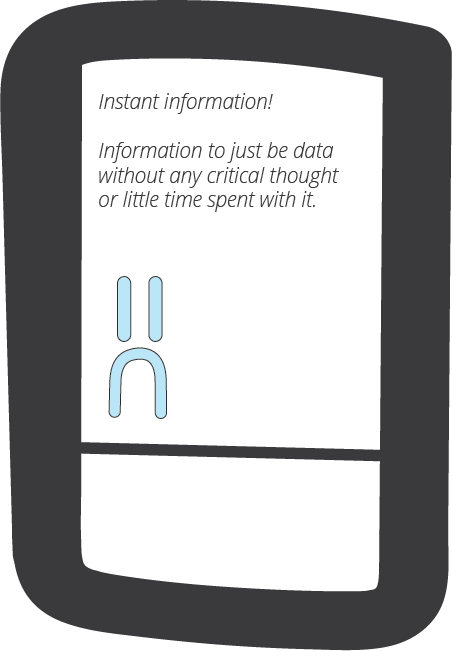 Instant information!
Information to just be data
without any critical thought
or little time spent with it.